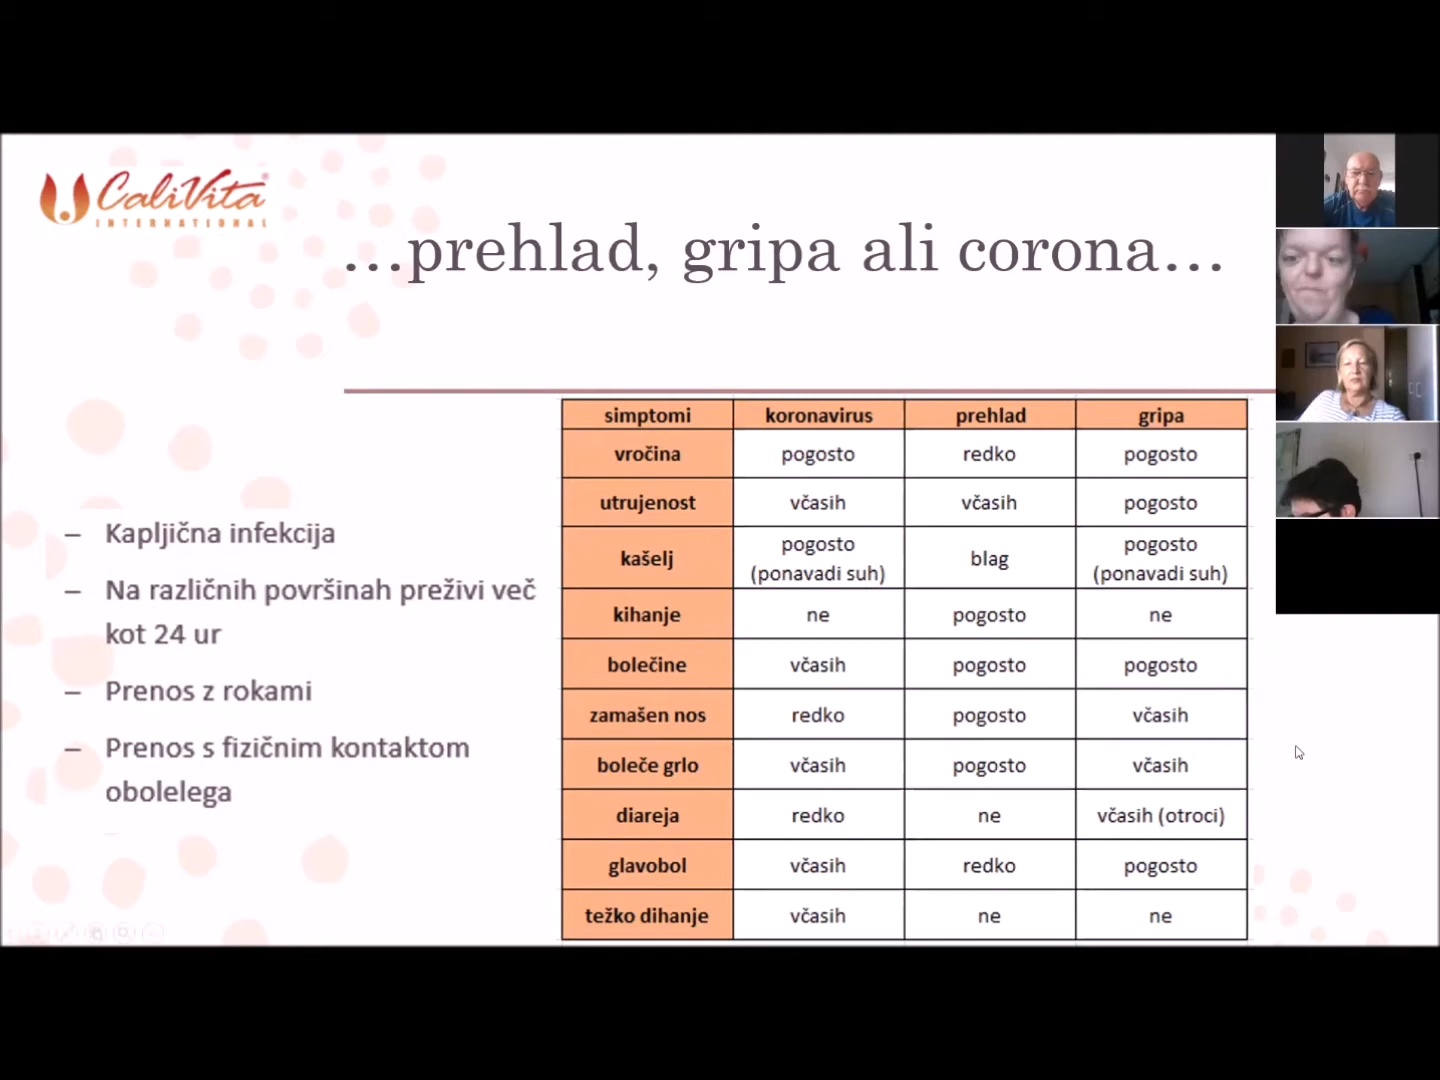 CaliVita®
INTERNATIONAL
...prehlad, gripa ali corona...
– Kapljična infekcija
– Na različnih površinah preživi več
kot 24 ur
– Prenos z rokami
– Prenos s fizičnim kontaktom
obolelega
simptomi koronavirus prehlad gripa
vročina pogosto redko pogosto
utrujenost včasih včasih pogosto
kašelj pogosto (ponavadi suh) blag pogosto (ponavadi suh)
kihanje ne pogosto ne
bolečine včasih pogosto pogosto
zamašen nos redko pogosto včasih
boleče grlo včasih pogosto včasih
diareja redko ne včasih (otroci)
glavobol včasih redko pogosto
težko dihanje včasih ne ne